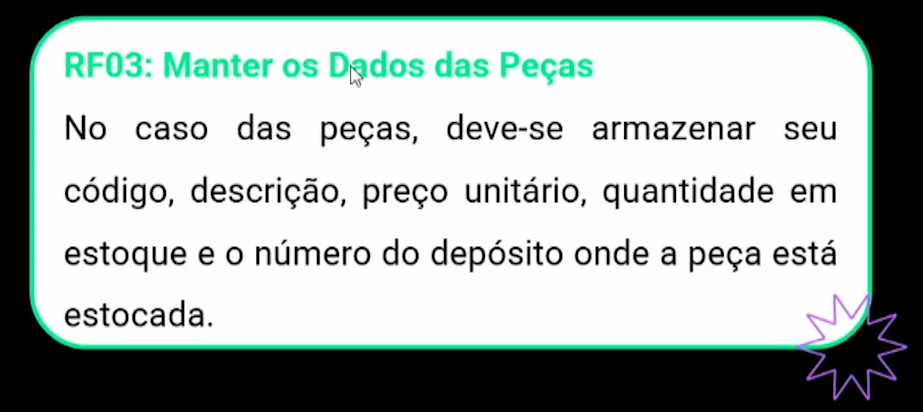 RF03: Manter os Dados das Peças
No caso das peças, deve-se armazenar seu
código, descrição, preço unitário, quantidade em
estoque e o número do depósito onde a peça está
estocada.